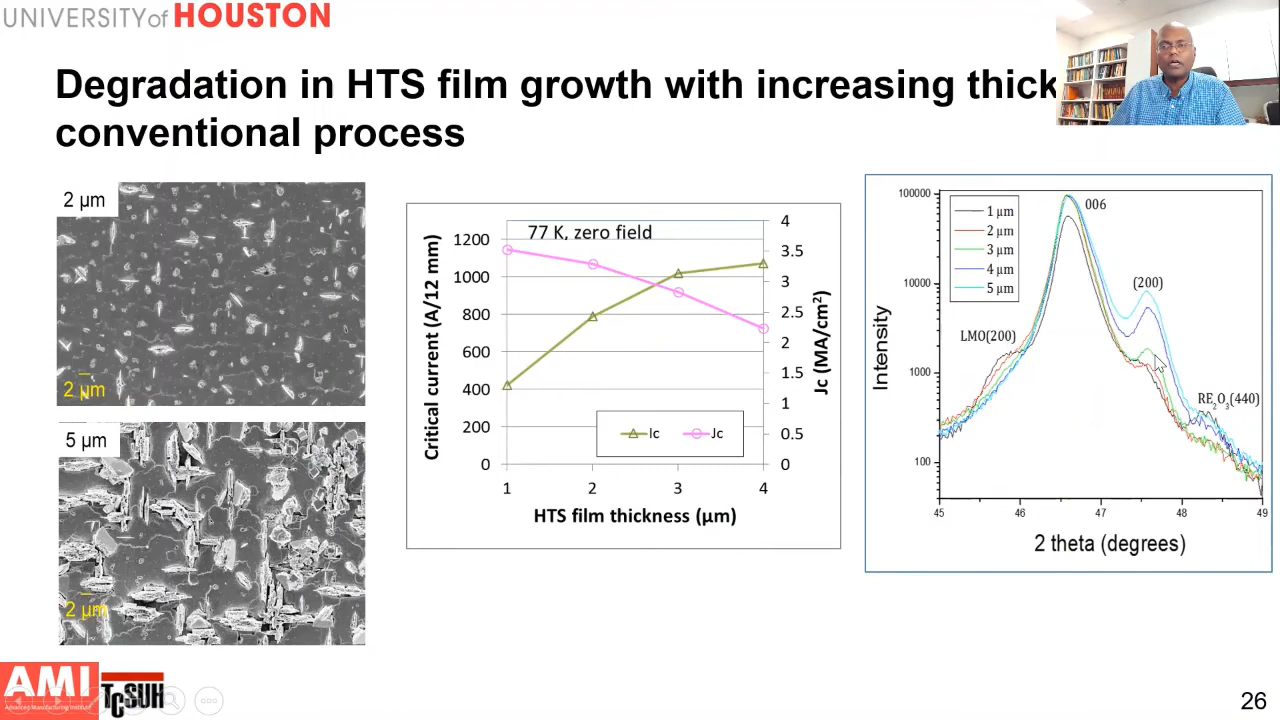 UNIVERSITY of HOUSTON
Degradation in HTS film growth with increasing thick
conventional process
2 µm
2 µm
5 µm
2 µm
77 K, zero field
Critical current (A/12 mm)
1200
1000
800
600
400
200
0
4
3.5
3
2.5
2
1.5
1
0.5
0
Jc (MA/cm²)
Ic
Jc
1 2 3 4
HTS film thickness (µm)
Intensity
100000
10000
1000
100
1 µm
2 µm
3 µm
4 µm
5 µm
006
(200)
LMO(200)
RE₂O₃(440)
45 46 47 48 49
2 theta (degrees)
AMI
Advanced Manufacturing Institute
TCSUH
26